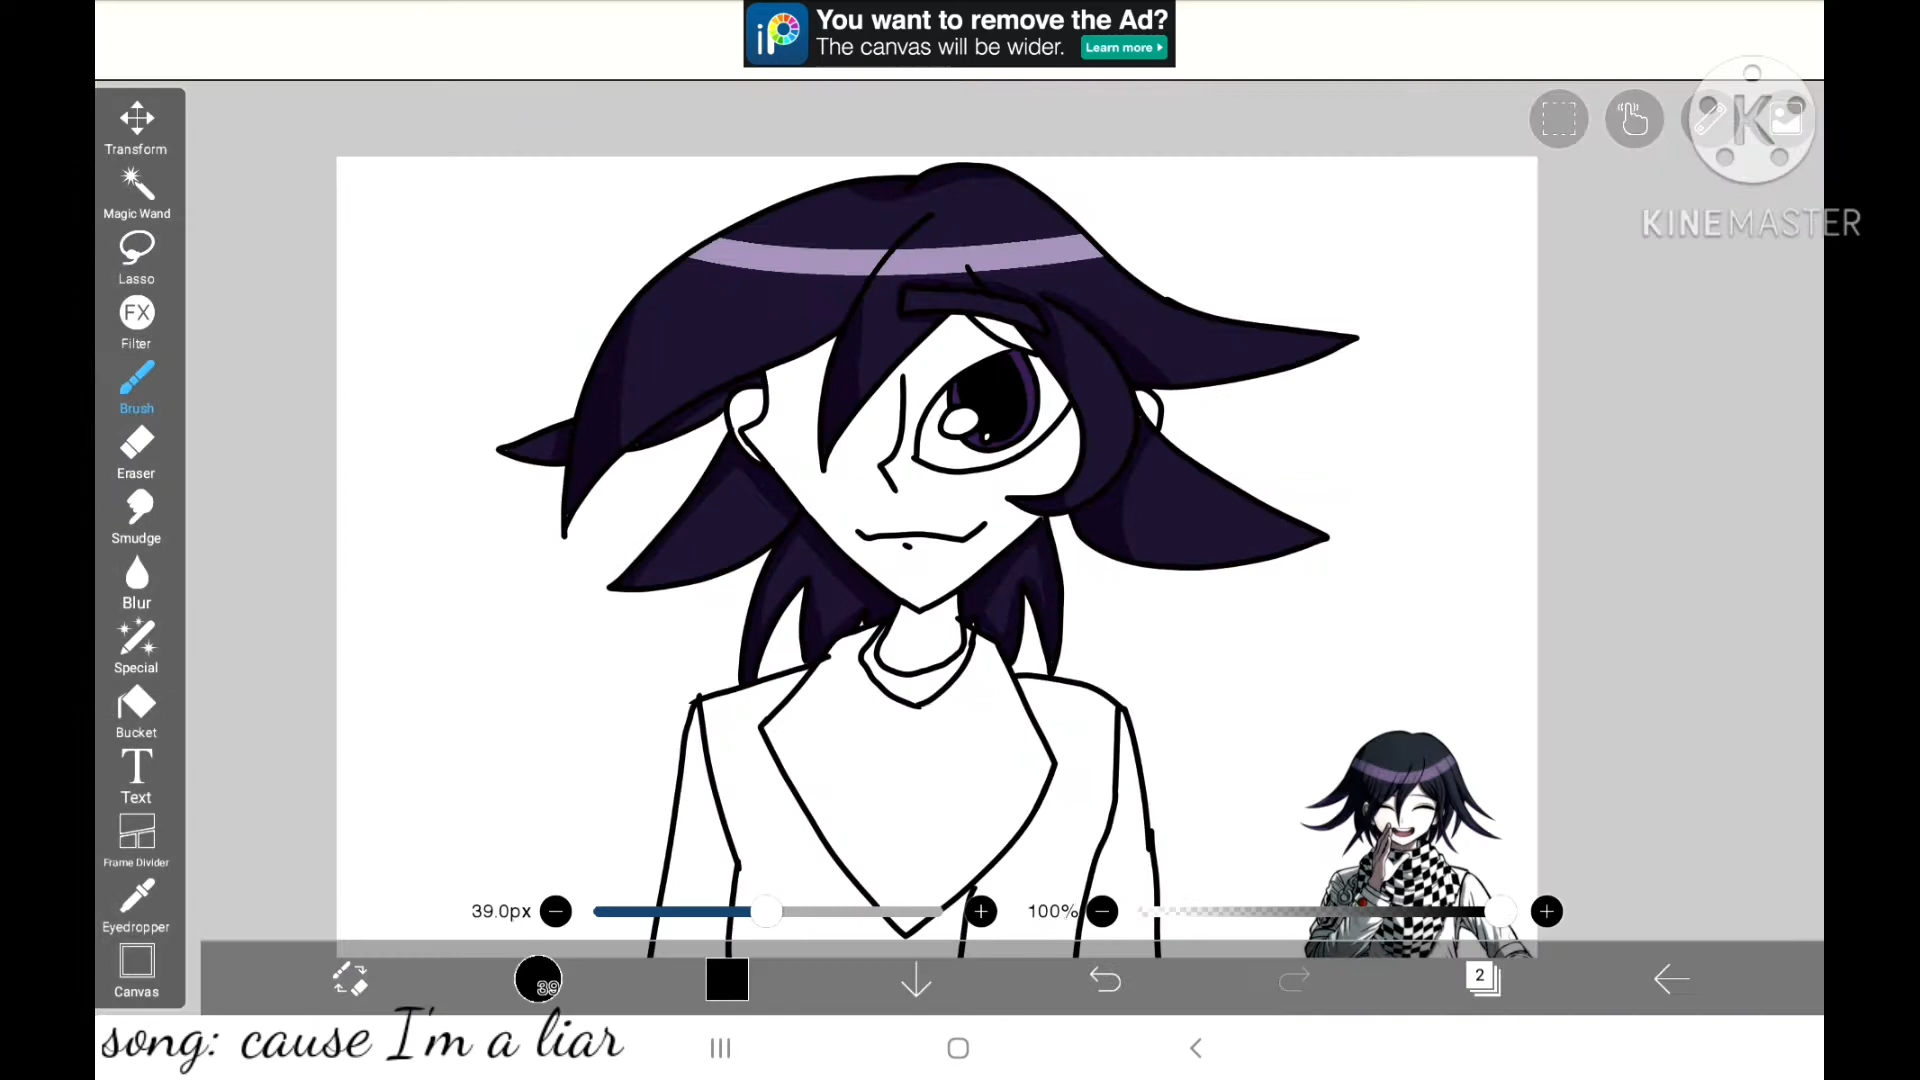 You want to remove the Ad?
The canvas will be wider.
Learn more
iP
K
KINEMASTER
Transform
Magic Wand
Lasso
FX
Filter
Brush
Eraser
Smudge
Blur
Special
Bucket
T
Text
Frame Divider
Eyedropper
Canvas
39.0px
100%
39
2
song: cause I'm a liar